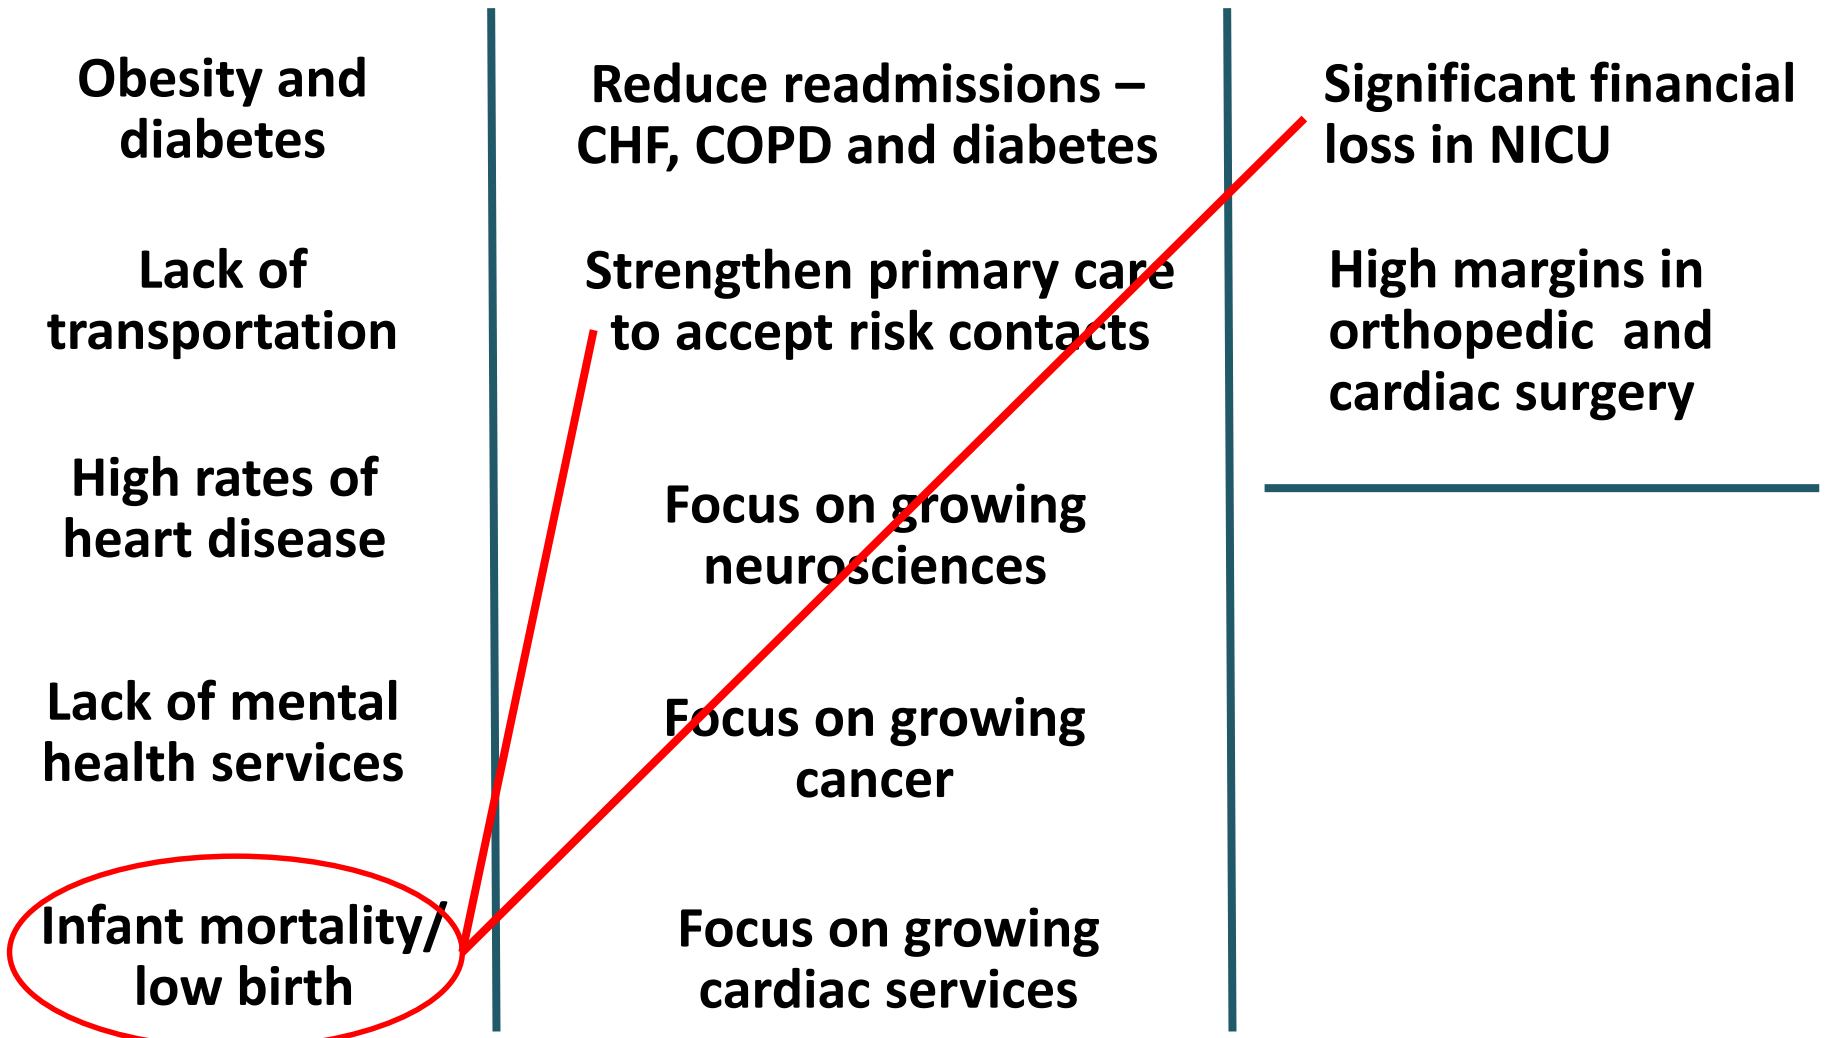 Obesity and
diabetes
Lack of
transportation
High rates of
heart disease
Lack of mental
health services
Infant mortality/
low birth
Reduce readmissions –
CHF, COPD and diabetes
Strengthen primary care
to accept risk contacts
Focus on growing
neurosciences
Focus on growing
cancer
Focus on growing
cardiac services
Significant financial
loss in NICU
High margins in
orthopedic and
cardiac surgery